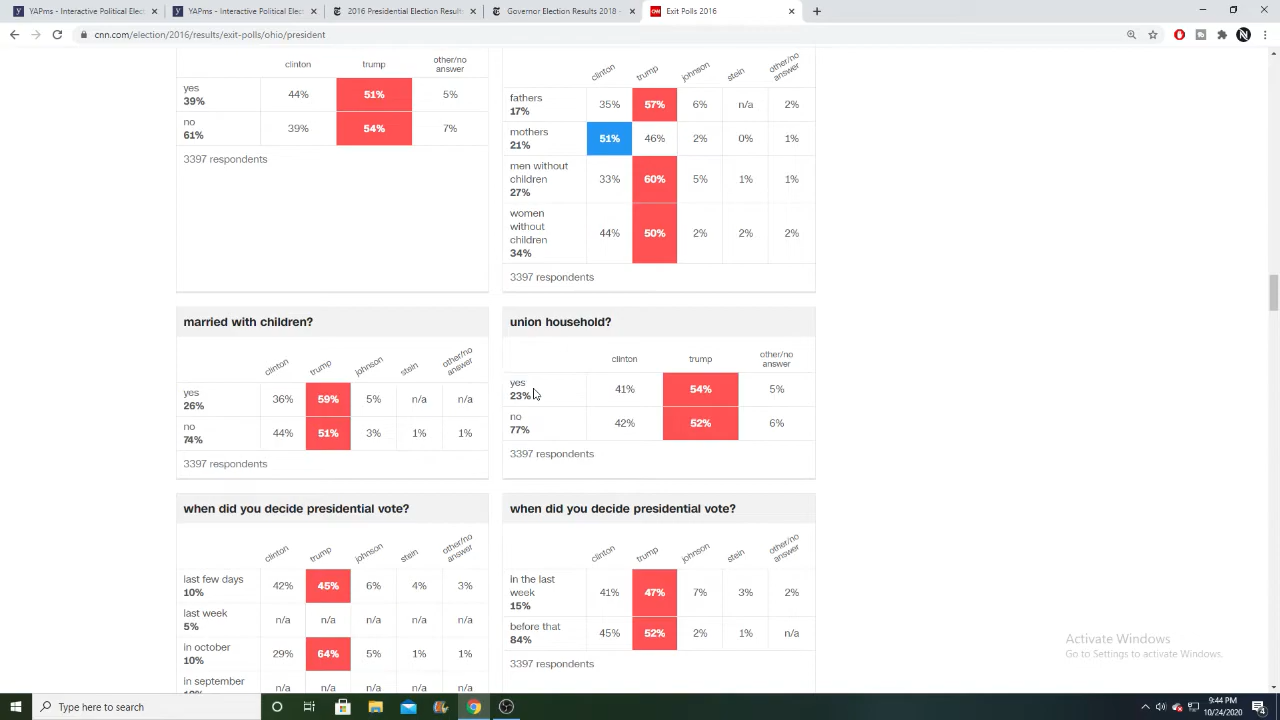 YAPms - Interactive Political Elect
YAPms - Interactive Political Elect
2016 Presidential Election Results
Governor Election Results 2018 -
Exit Polls 2016
cnn.com/election/2016/results/exit-polls/ohio/president
clinton trump other/no answer
yes 39% 44% 51% 5%
no 61% 39% 54% 7%
3397 respondents
clinton trump johnson stein other/no answer
fathers 17% 35% 57% 6% n/a 2%
mothers 21% 51% 46% 2% 0% 1%
men without children 27% 33% 60% 5% 1% 1%
women without children 34% 44% 50% 2% 2% 2%
3397 respondents
married with children?
clinton trump johnson stein other/no answer
yes 26% 36% 59% 5% n/a n/a
no 74% 44% 51% 3% 1% 1%
3397 respondents
union household?
clinton trump other/no answer
yes 23% 41% 54% 5%
no 77% 42% 52% 6%
3397 respondents
when did you decide presidential vote?
clinton trump johnson stein other/no answer
last few days 10% 42% 45% 6% 4% 3%
last week 5% n/a n/a n/a n/a n/a
in october 10% 29% 64% 5% 1% 1%
in september n/a n/a n/a n/a n/a
when did you decide presidential vote?
clinton trump johnson stein other/no answer
in the last week 15% 41% 47% 7% 3% 2%
before that 84% 45% 52% 2% 1% n/a
3397 respondents
Activate Windows
Go to Settings to activate Windows.
Type here to search
9:44 PM
10/24/2020